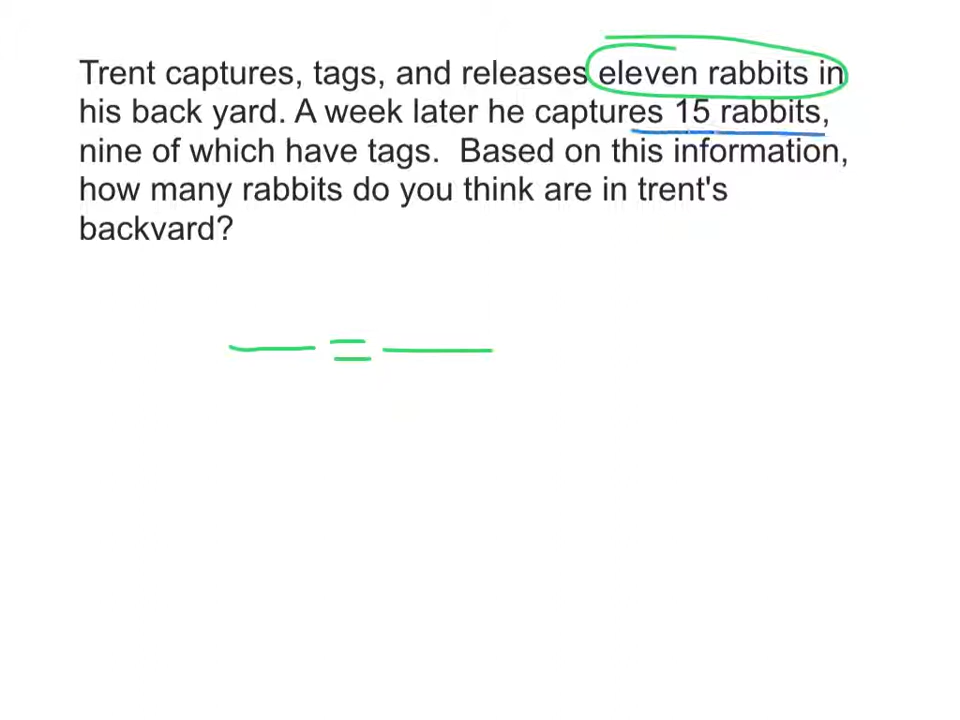 Trent captures, tags, and releases eleven rabbits in
his back yard. A week later he captures 15 rabbits,
nine of which have tags.  Based on this information,
how many rabbits do you think are in trent's
backyard?
=